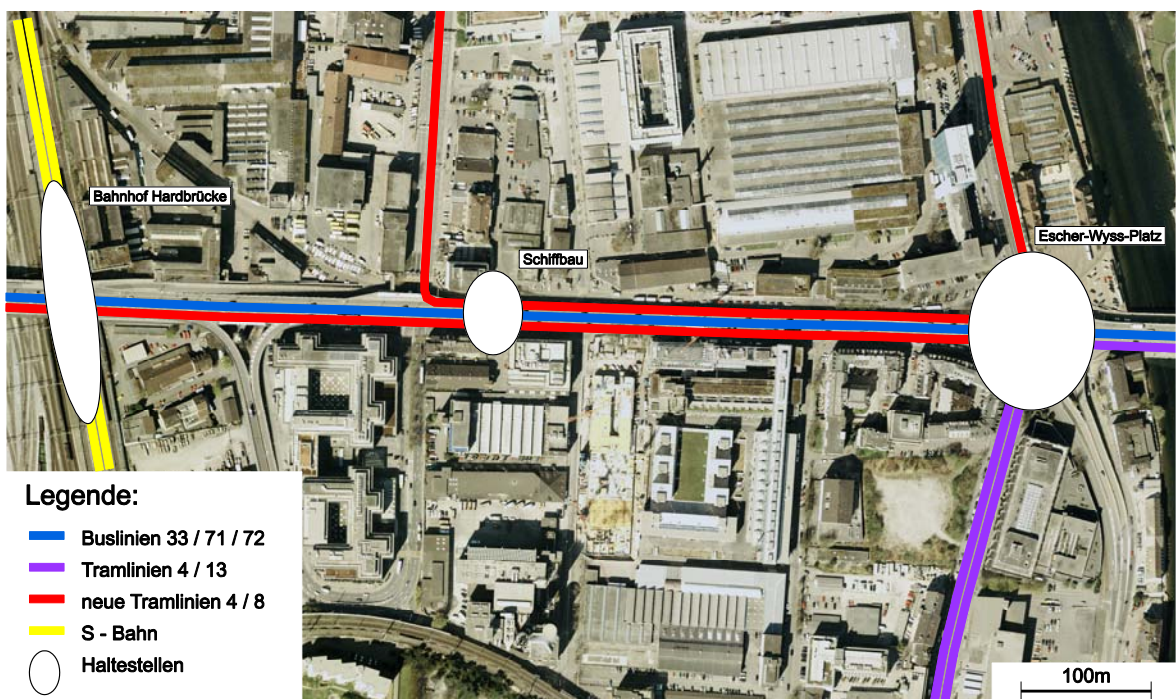 Bahnhof Hardbrücke
Schiffbau
Escher-Wyss-Platz
Legende:
Buslinien 33 / 71 / 72
Tramlinien 4 / 13
neue Tramlinien 4 / 8
S - Bahn
Haltestellen
100m